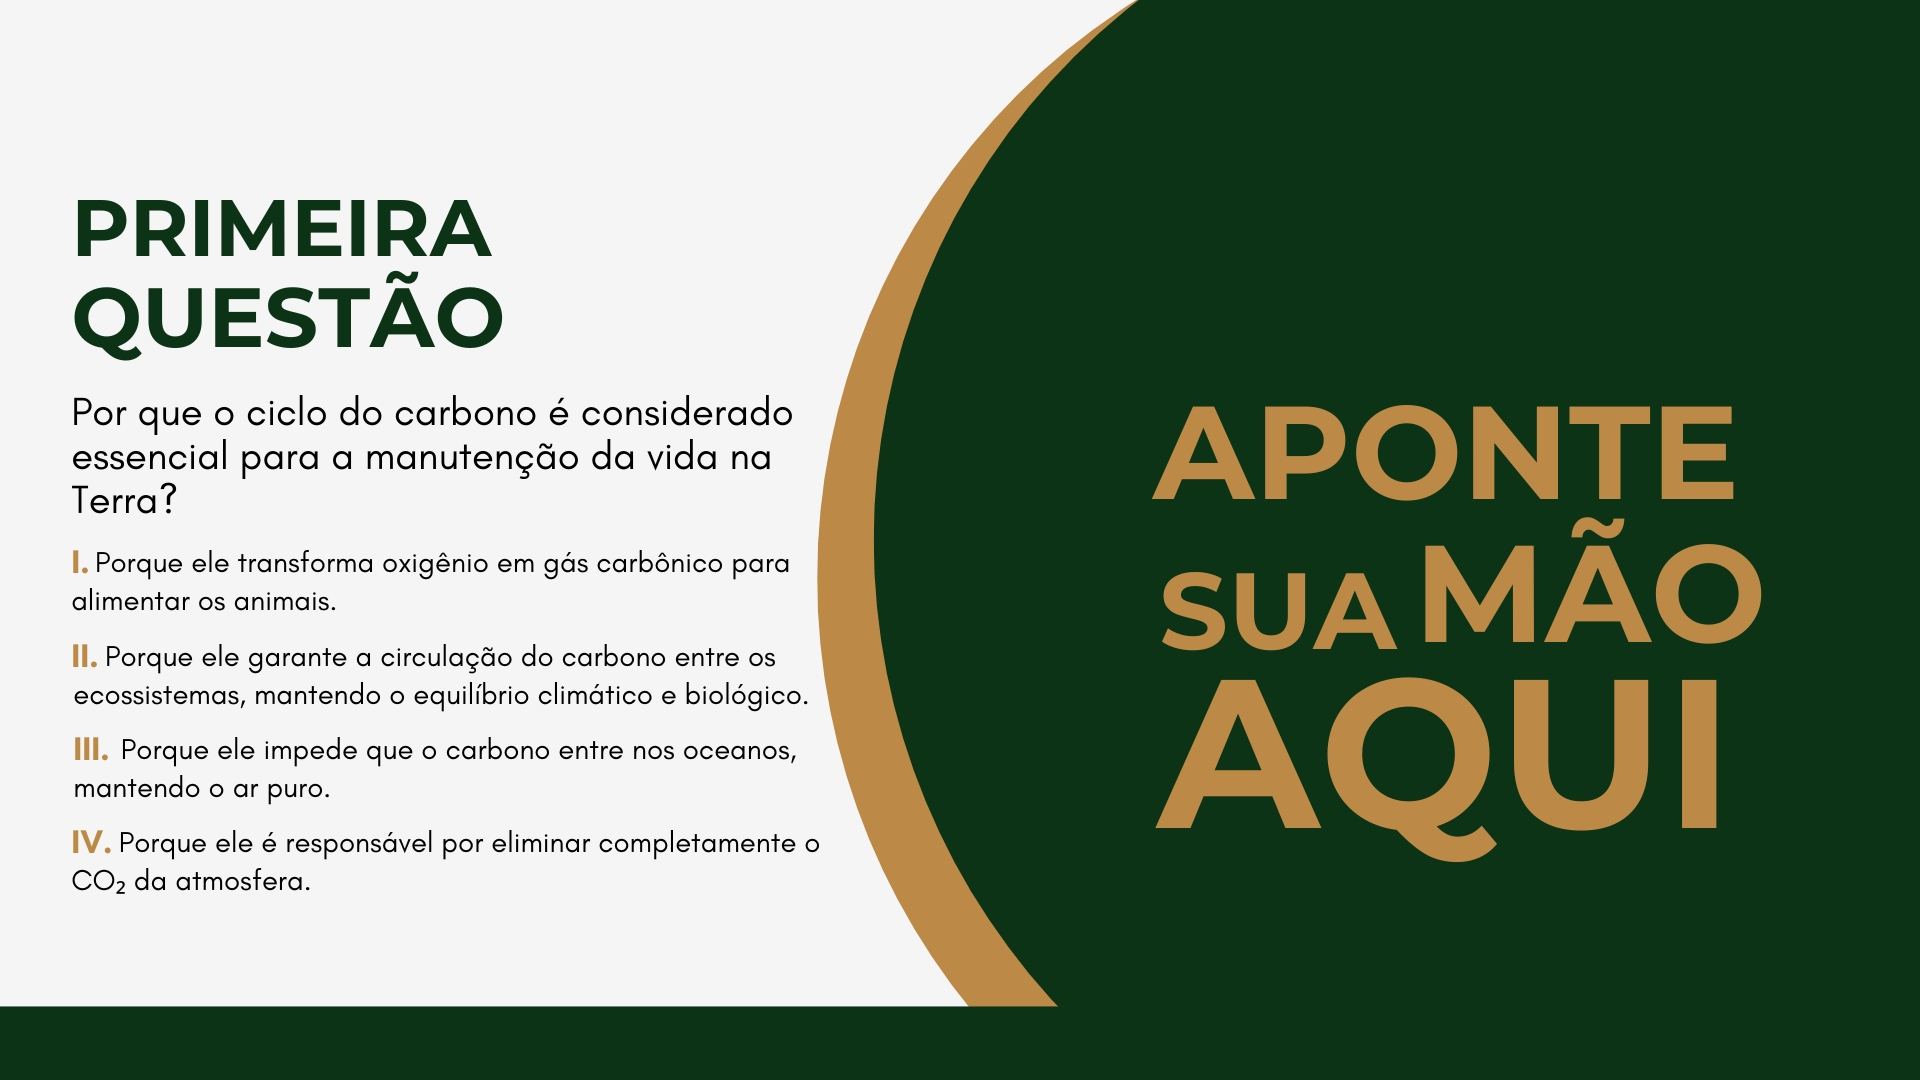 PRIMEIRA
QUESTÃO
Por que o ciclo do carbono é considerado
essencial para a manutenção da vida na
Terra?
I. Porque ele transforma oxigênio em gás carbônico para
alimentar os animais.
II. Porque ele garante a circulação do carbono entre os
ecossistemas, mantendo o equilíbrio climático e biológico.
III. Porque ele impede que o carbono entre nos oceanos,
mantendo o ar puro.
IV. Porque ele é responsável por eliminar completamente o
CO₂ da atmosfera.
APONTE
SUA MÃO
AQUI